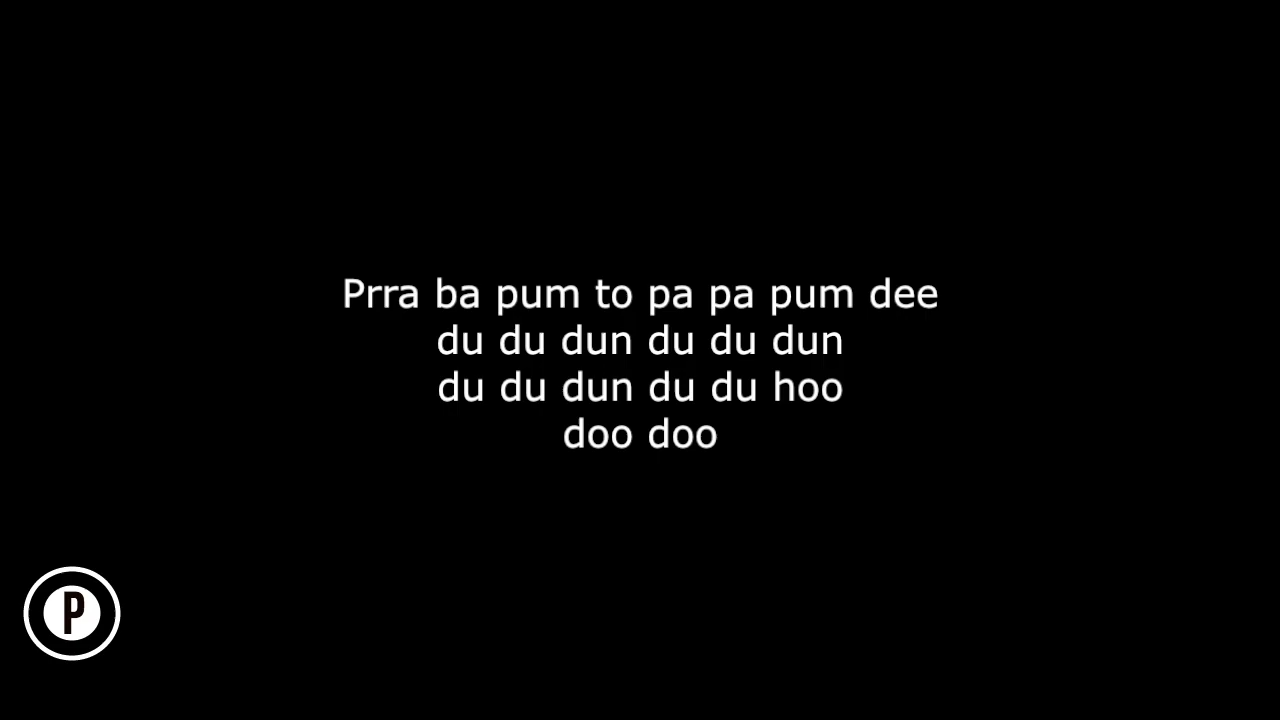 Prra ba pum to pa pa pum dee
du du dun du du dun
du du dun du du hoo
doo doo
P